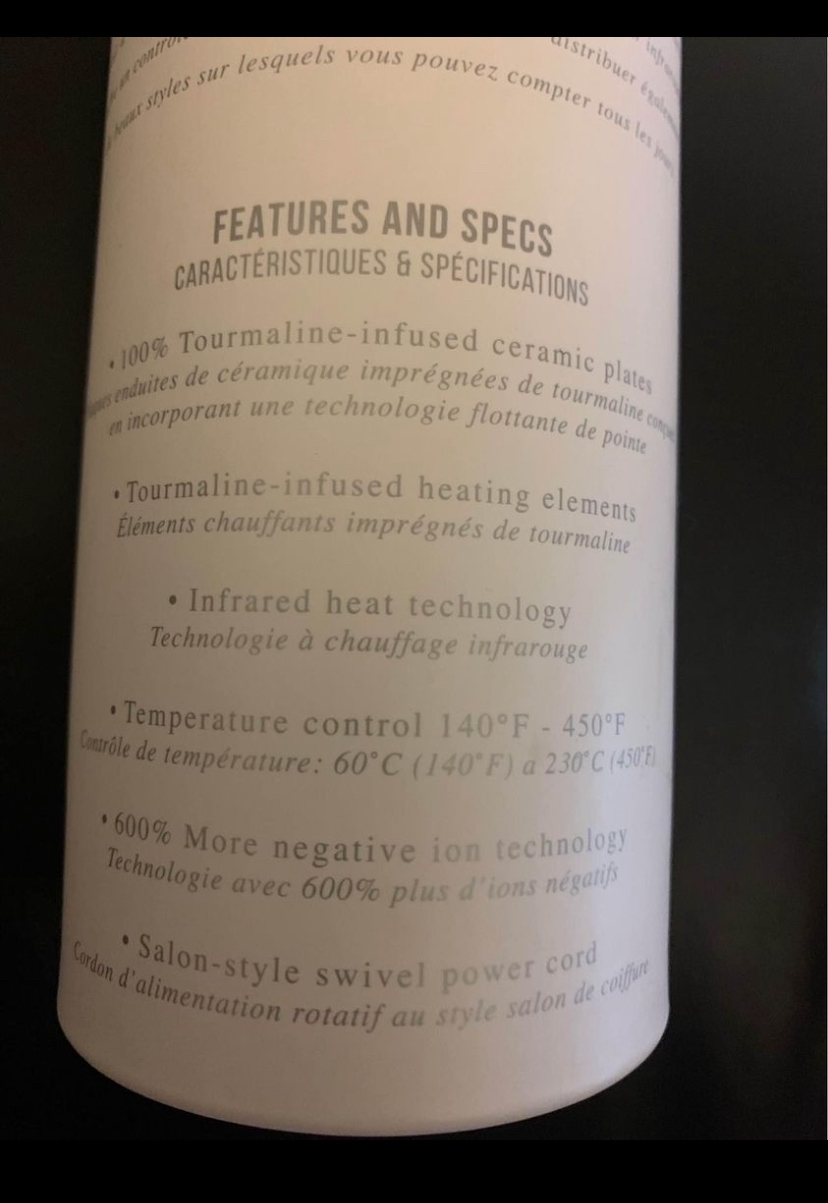 distribuer
styles sur lesquels vous pouvez compter tous les jours
FEATURES AND SPECS
CARACTÉRISTIQUES & SPÉCIFICATIONS
• 100% Tourmaline-infused ceramic plates
enduites de céramique imprégnées de tourmaline
en incorporant une technologie flottante de pointe
• Tourmaline-infused heating elements
Éléments chauffants imprégnés de tourmaline
• Infrared heat technology
Technologie à chauffage infrarouge
• Temperature control 140°F - 450°F
Contrôle de température: 60°C (140°F) a 230°C (450°F)
• 600% More negative ion technology
Technologie avec 600% plus d'ions négatifs
• Salon-style swivel power cord
Cordon d'alimentation rotatif au style salon de coiffure